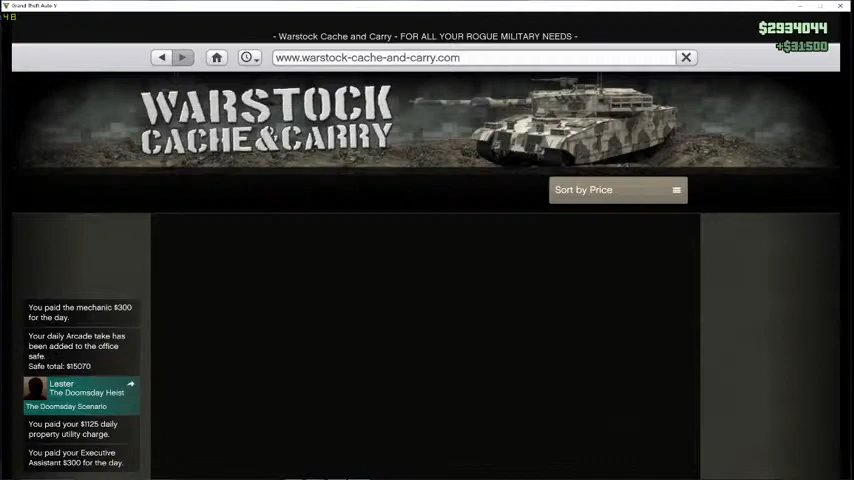 Grand Theft Auto V
48
- Warstock Cache and Carry - FOR ALL YOUR ROGUE MILITARY NEEDS -
$2934044
+$31500
www.warstock-cache-and-carry.com
WARSTOCK
CACHE&CARRY
Sort by Price
You paid the mechanic $300
for the day.
Your daily Arcade take has
been added to the office
safe.
Safe total: $15070
Lester
The Doomsday Heist
The Doomsday Scenario
You paid your $1125 daily
property utility charge.
You paid your Executive
Assistant $300 for the day.